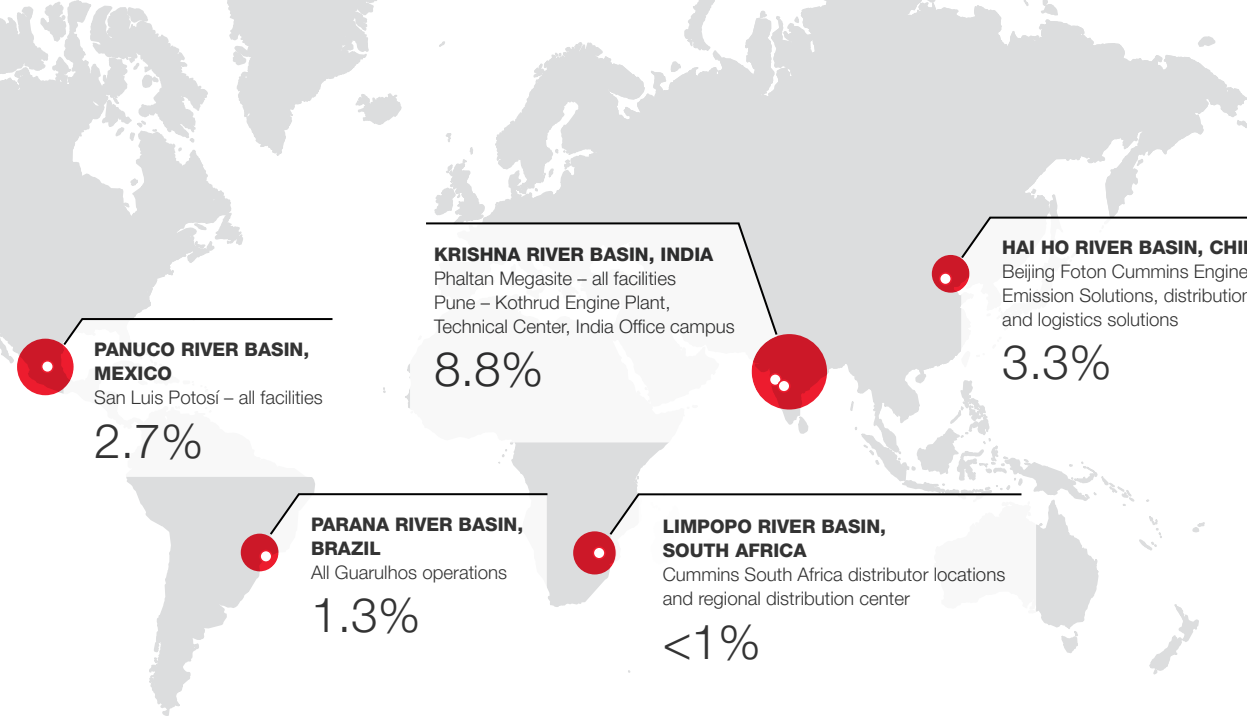 KRISHNA RIVER BASIN, INDIA
Phaltan Megasite – all facilities
Pune – Kothrud Engine Plant,
Technical Center, India Office campus
8.8%
HAI HO RIVER BASIN,
Beijing Foton Cummins Engine
Emission Solutions, distribution
and logistics solutions
3.3%
PANUCO RIVER BASIN,
MEXICO
San Luis Potosí – all facilities
2.7%
PARANA RIVER BASIN,
BRAZIL
All Guarulhos operations
1.3%
LIMPOPO RIVER BASIN,
SOUTH AFRICA
Cummins South Africa distributor locations
and regional distribution center
<1%